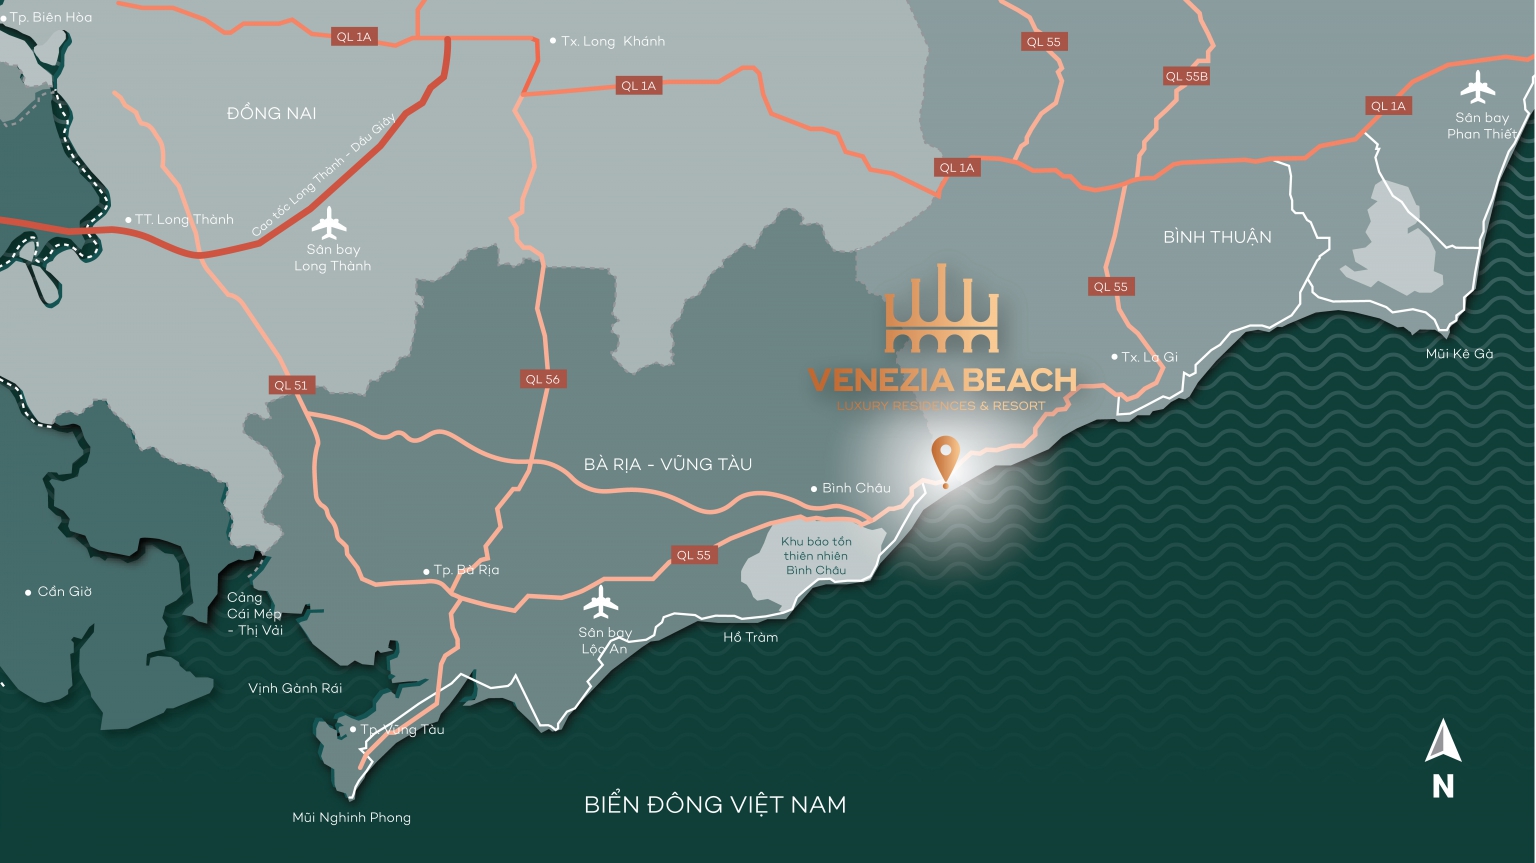 Tp. Biên Hòa
QL 1A
Tx. Long Khánh
QL 55
QL 55B
QL 1A
QL 1A
Sân bay
Phan Thiết
ĐỒNG NAI
Cao tốc Long Thành - Dầu Giây
QL 1A
TT. Long Thành
Sân bay
Long Thành
BÌNH THUẬN
QL 55
VENEZIA BEACH
LUXURY RESIDENCES & RESORT
Tx. La Gi
Mũi Kê Gà
QL 51
QL 56
BÀ RỊA - VŨNG TÀU
Bình Châu
QL 55
Khu bảo tồn
thiên nhiên
Bình Châu
Tp. Bà Rịa
Cần Giờ
Cảng
Cái Mép
- Thị Vải
Sân bay
Lộc An
Hồ Tràm
Vịnh Gành Rái
Tp. Vũng Tàu
Mũi Nghinh Phong
BIỂN ĐÔNG VIỆT NAM
N